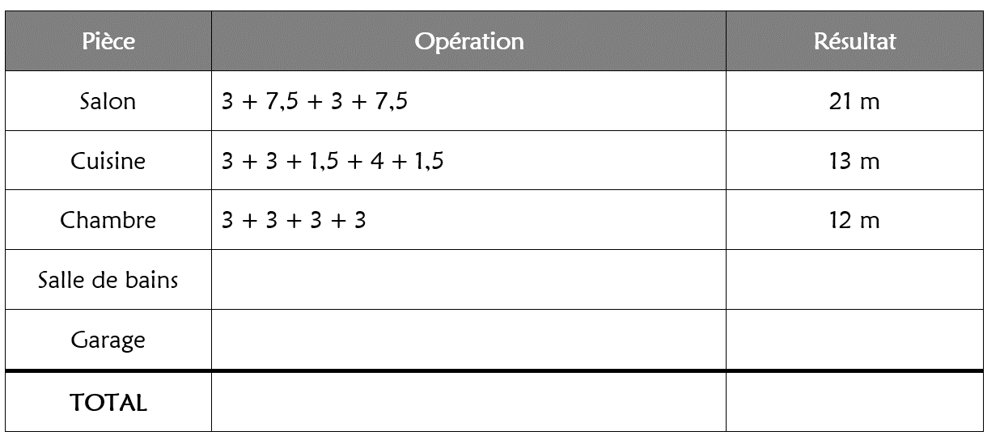 Pièce Opération Résultat
Salon 3 + 7,5 + 3 + 7,5 21 m
Cuisine 3 + 3 + 1,5 + 4 + 1,5 13 m
Chambre 3 + 3 + 3 + 3 12 m
Salle de bains
Garage
TOTAL